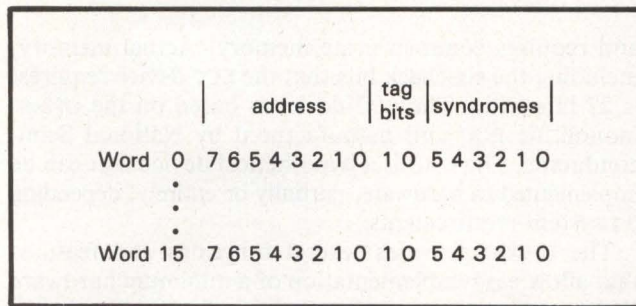 tag
address bits syndromes
Word 0 7 6 5 4 3 2 1 0 1 0 5 4 3 2 1 0
Word 15 7 6 5 4 3 2 1 0 1 0 5 4 3 2 1 0